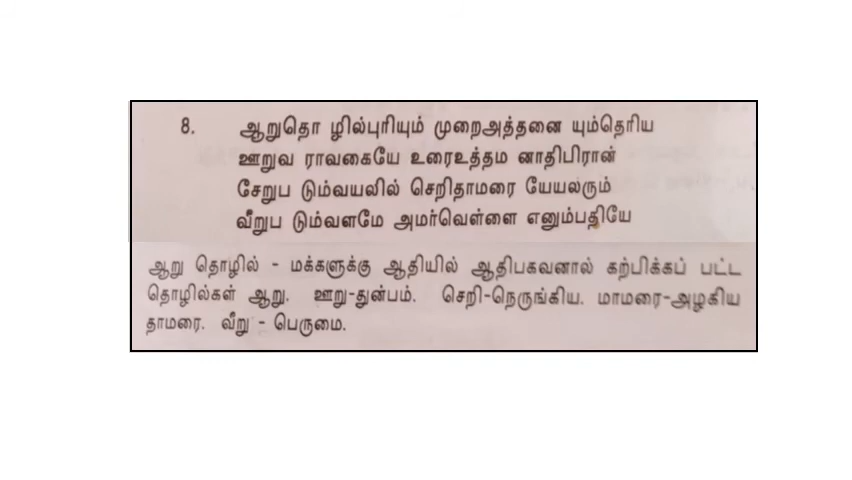 8. ஆறுதொ ழில்புரியும் முறைஅத்தனை யும்தெரிய
ஊறுவ ராவகையே உரைஉத்தம னாதிபிரான்
சேறுப டும்வயலில் செறிதாமரை யேயலரும்
வீறுப டும்வளமே அமர்வெள்ளை எனும்பதியே
ஆறு தொழில் - மக்களுக்கு ஆதியில் ஆதிபகவனால் கற்பிக்கப் பட்ட
தொழில்கள் ஆறு. ஊறு-துன்பம். செறி-நெருங்கிய. மாமரை-அழகிய
தாமரை. வீறு - பெருமை.